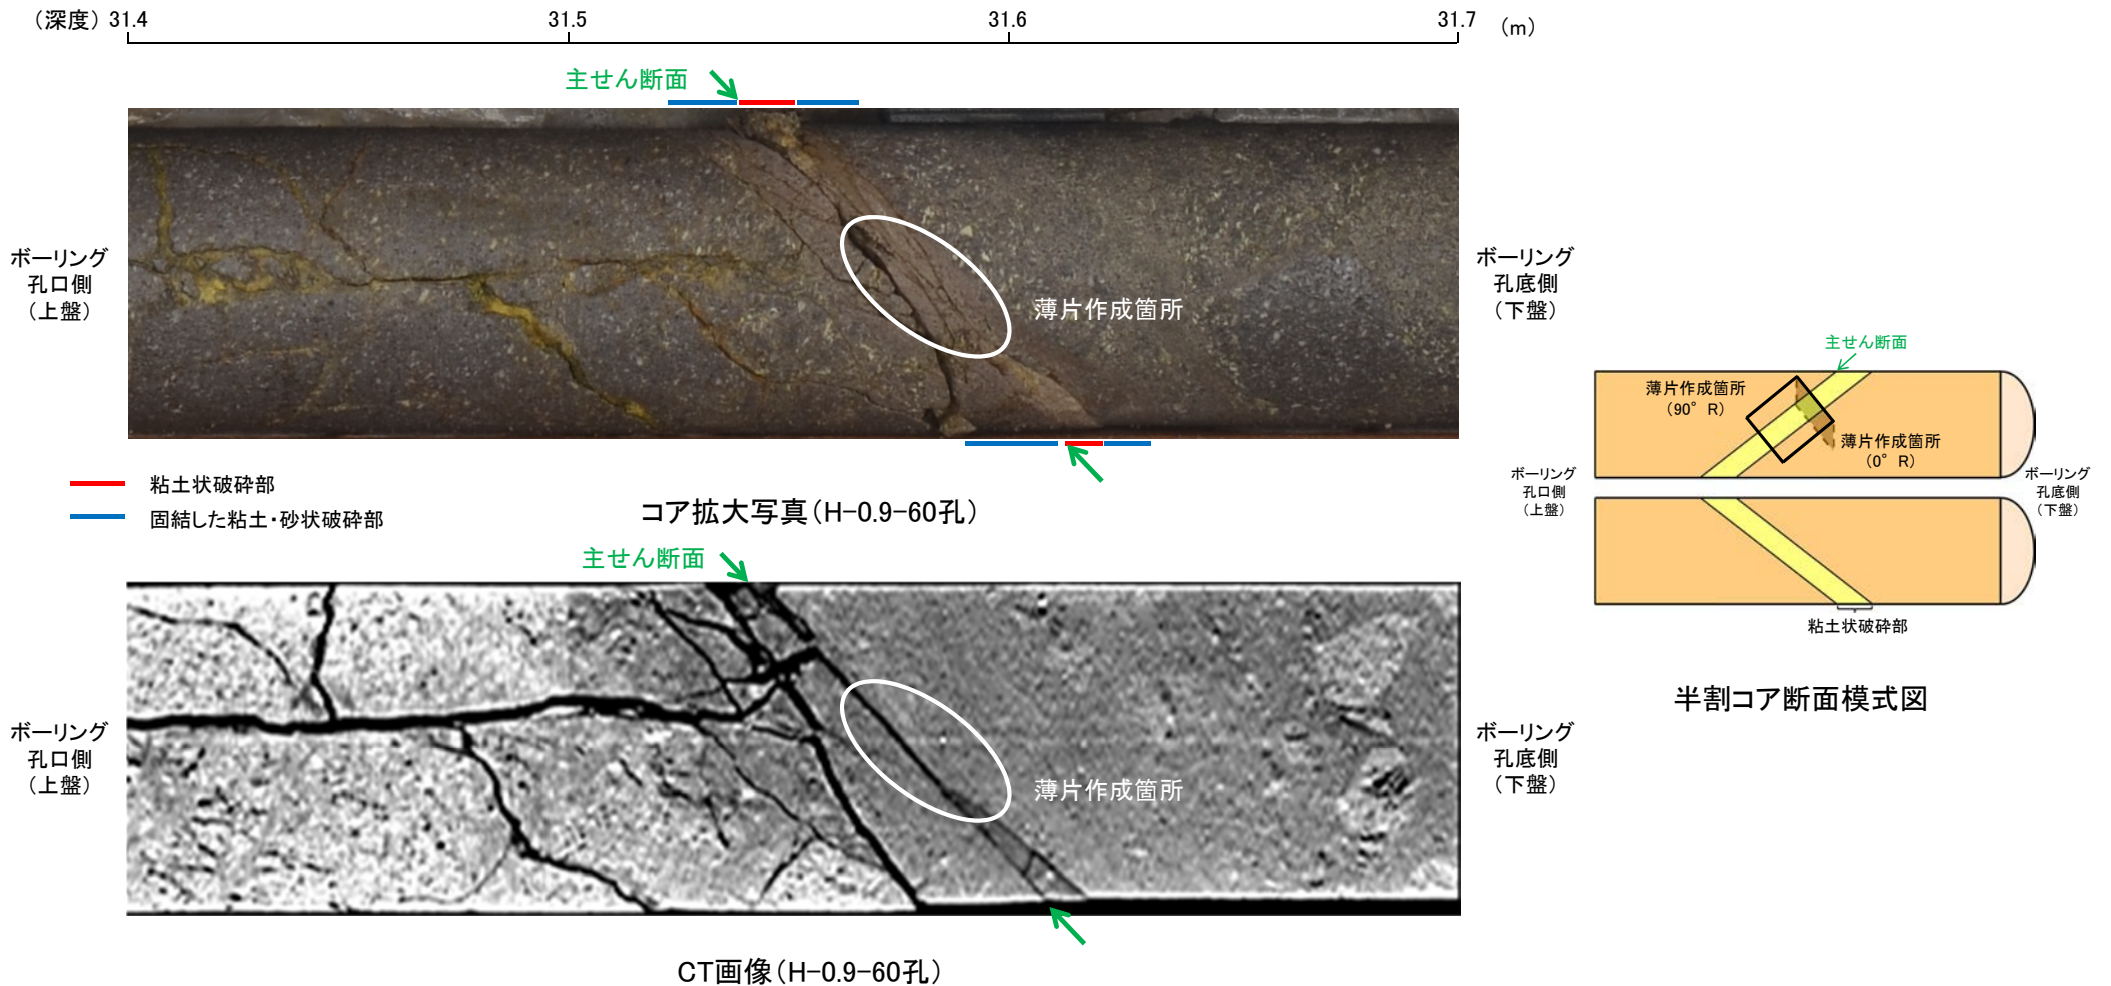 （深度）31.4 31.5 31.6 31.7 （m）
主せん断面
ボーリング
孔口側
（上盤）
薄片作成箇所
ボーリング
孔底側
（下盤）
粘土状破砕部
固結した粘土・砂状破砕部
コア拡大写真（H-0.9-60孔）
主せん断面
ボーリング
孔口側
（上盤）
薄片作成箇所
ボーリング
孔底側
（下盤）
CT画像（H-0.9-60孔）
主せん断面
薄片作成箇所
（90°R）
薄片作成箇所
（0°R）
ボーリング
孔口側
（上盤）
ボーリング
孔底側
（下盤）
粘土状破砕部
半割コア断面模式図